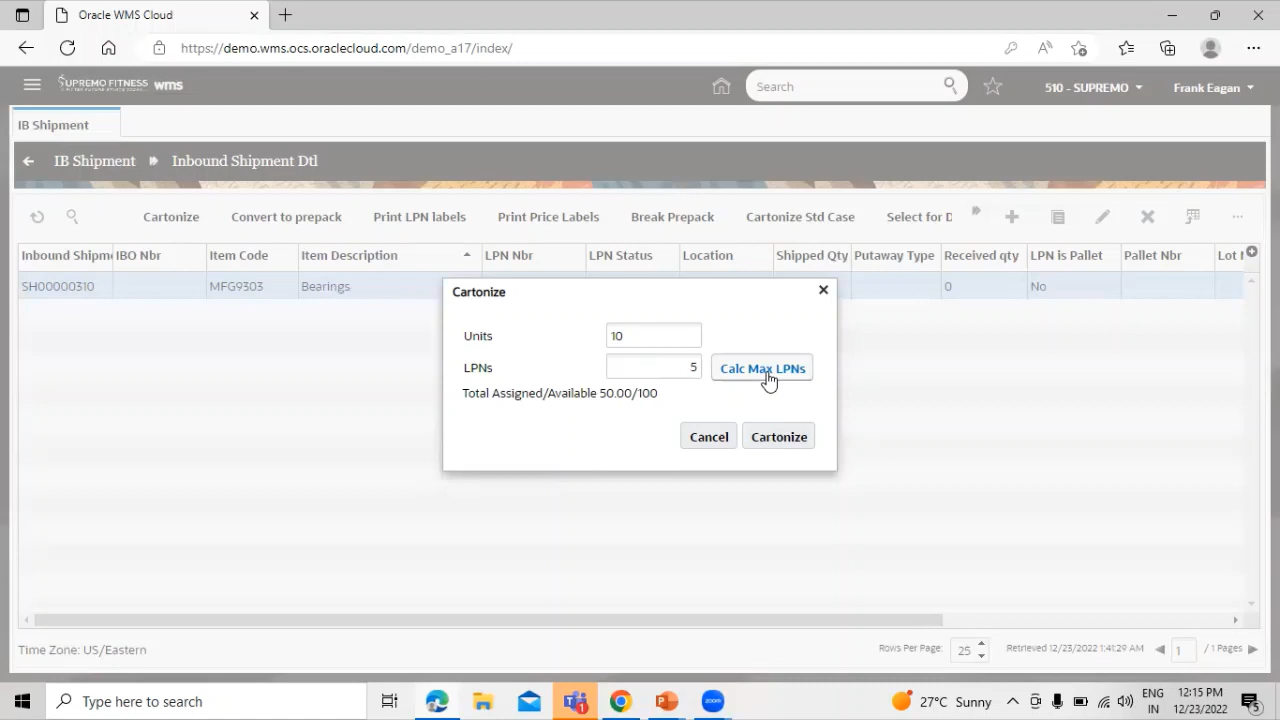 Oracle WMS Cloud
https://demo.wms.ocs.oraclecloud.com/demo_a17/index/
SUPREMO FITNESS wms
Search
510 - SUPREMO
Frank Eagan
IB Shipment
IB Shipment Inbound Shipment Dtl
Cartonize Convert to prepack Print LPN labels Print Price Labels Break Prepack Cartonize Std Case Select for D
Inbound Shipm IBO Nbr Item Code Item Description LPN Nbr LPN Status Location Shipped Qty Putaway Type Received qty LPN is Pallet Pallet Nbr Lot
SH00000310 MFG9303 Bearings 0 No
Cartonize
Units 10
LPNs 5 Calc Max LPNs
Total Assigned/Available 50.00/100
Cancel Cartonize
Time Zone: US/Eastern Rows Per Page: 25 Retrieved 12/23/2022 1:41:29 AM 1 / 1 Pages
Type here to search
1
zoom
27°C Sunny
ENG
IN
12:15 PM
12/23/2022
5